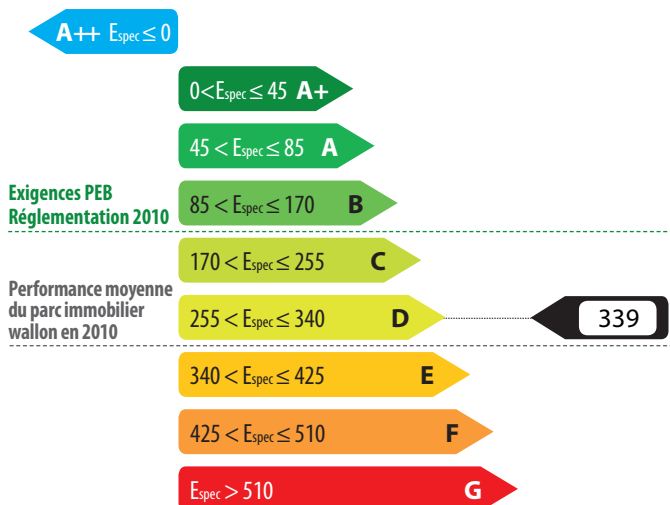 A++ Espec ≤ 0
0<Espec ≤ 45 A+
45 < Espec ≤ 85 A
Exigences PEB
Réglementation 2010
85 < Espec ≤ 170 B
170 < Espec ≤ 255 C
Performance moyenne
du parc immobilier
wallon en 2010
255 < Espec ≤ 340 D
339
340 < Espec ≤ 425 E
425 < Espec ≤ 510 F
Espec > 510 G